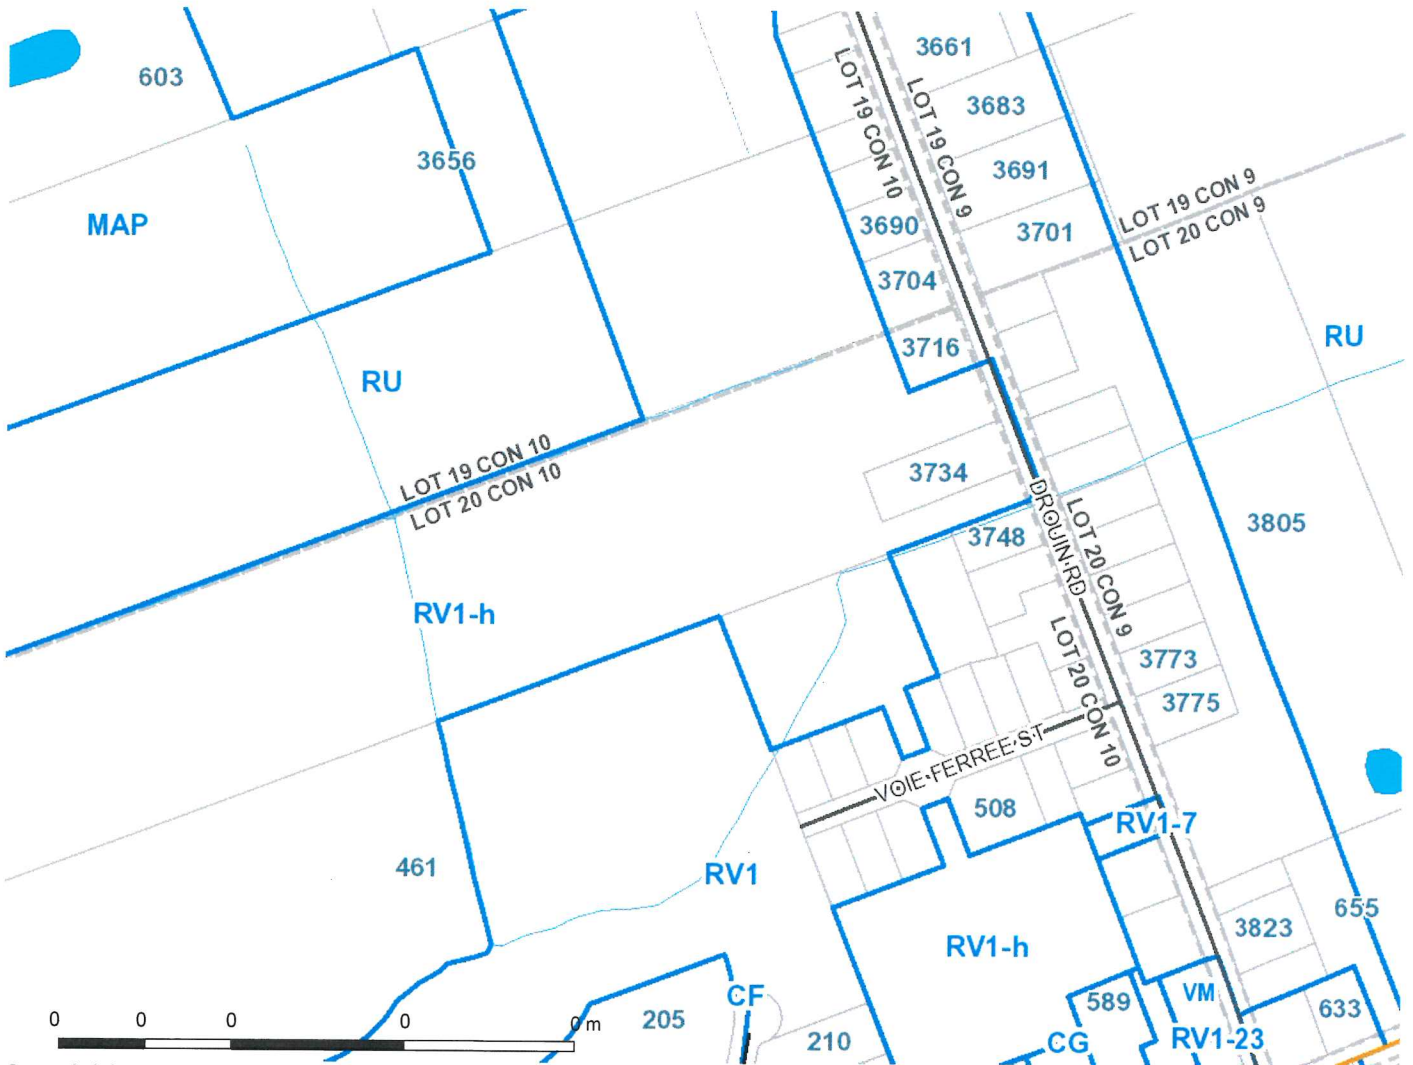 603
3656
3661
3683
3691
3701
LOT 19 CON 10
LOT 19 CON 9
LOT 19 CON 9
LOT 20 CON 9
MAP
3690
3704
3716
RU
RU
LOT 19 CON 10
LOT 20 CON 10
3734
3748
3805
DROUIN RD
LOT 20 CON 9
LOT 20 CON 10
RV1-h
3773
3775
VOIE FERREE ST
508
RV1-7
461
RV1
RV1-h
3823
655
CF
205
210
589
VM
633
CG
RV1-23
0 0 0 0 0 m